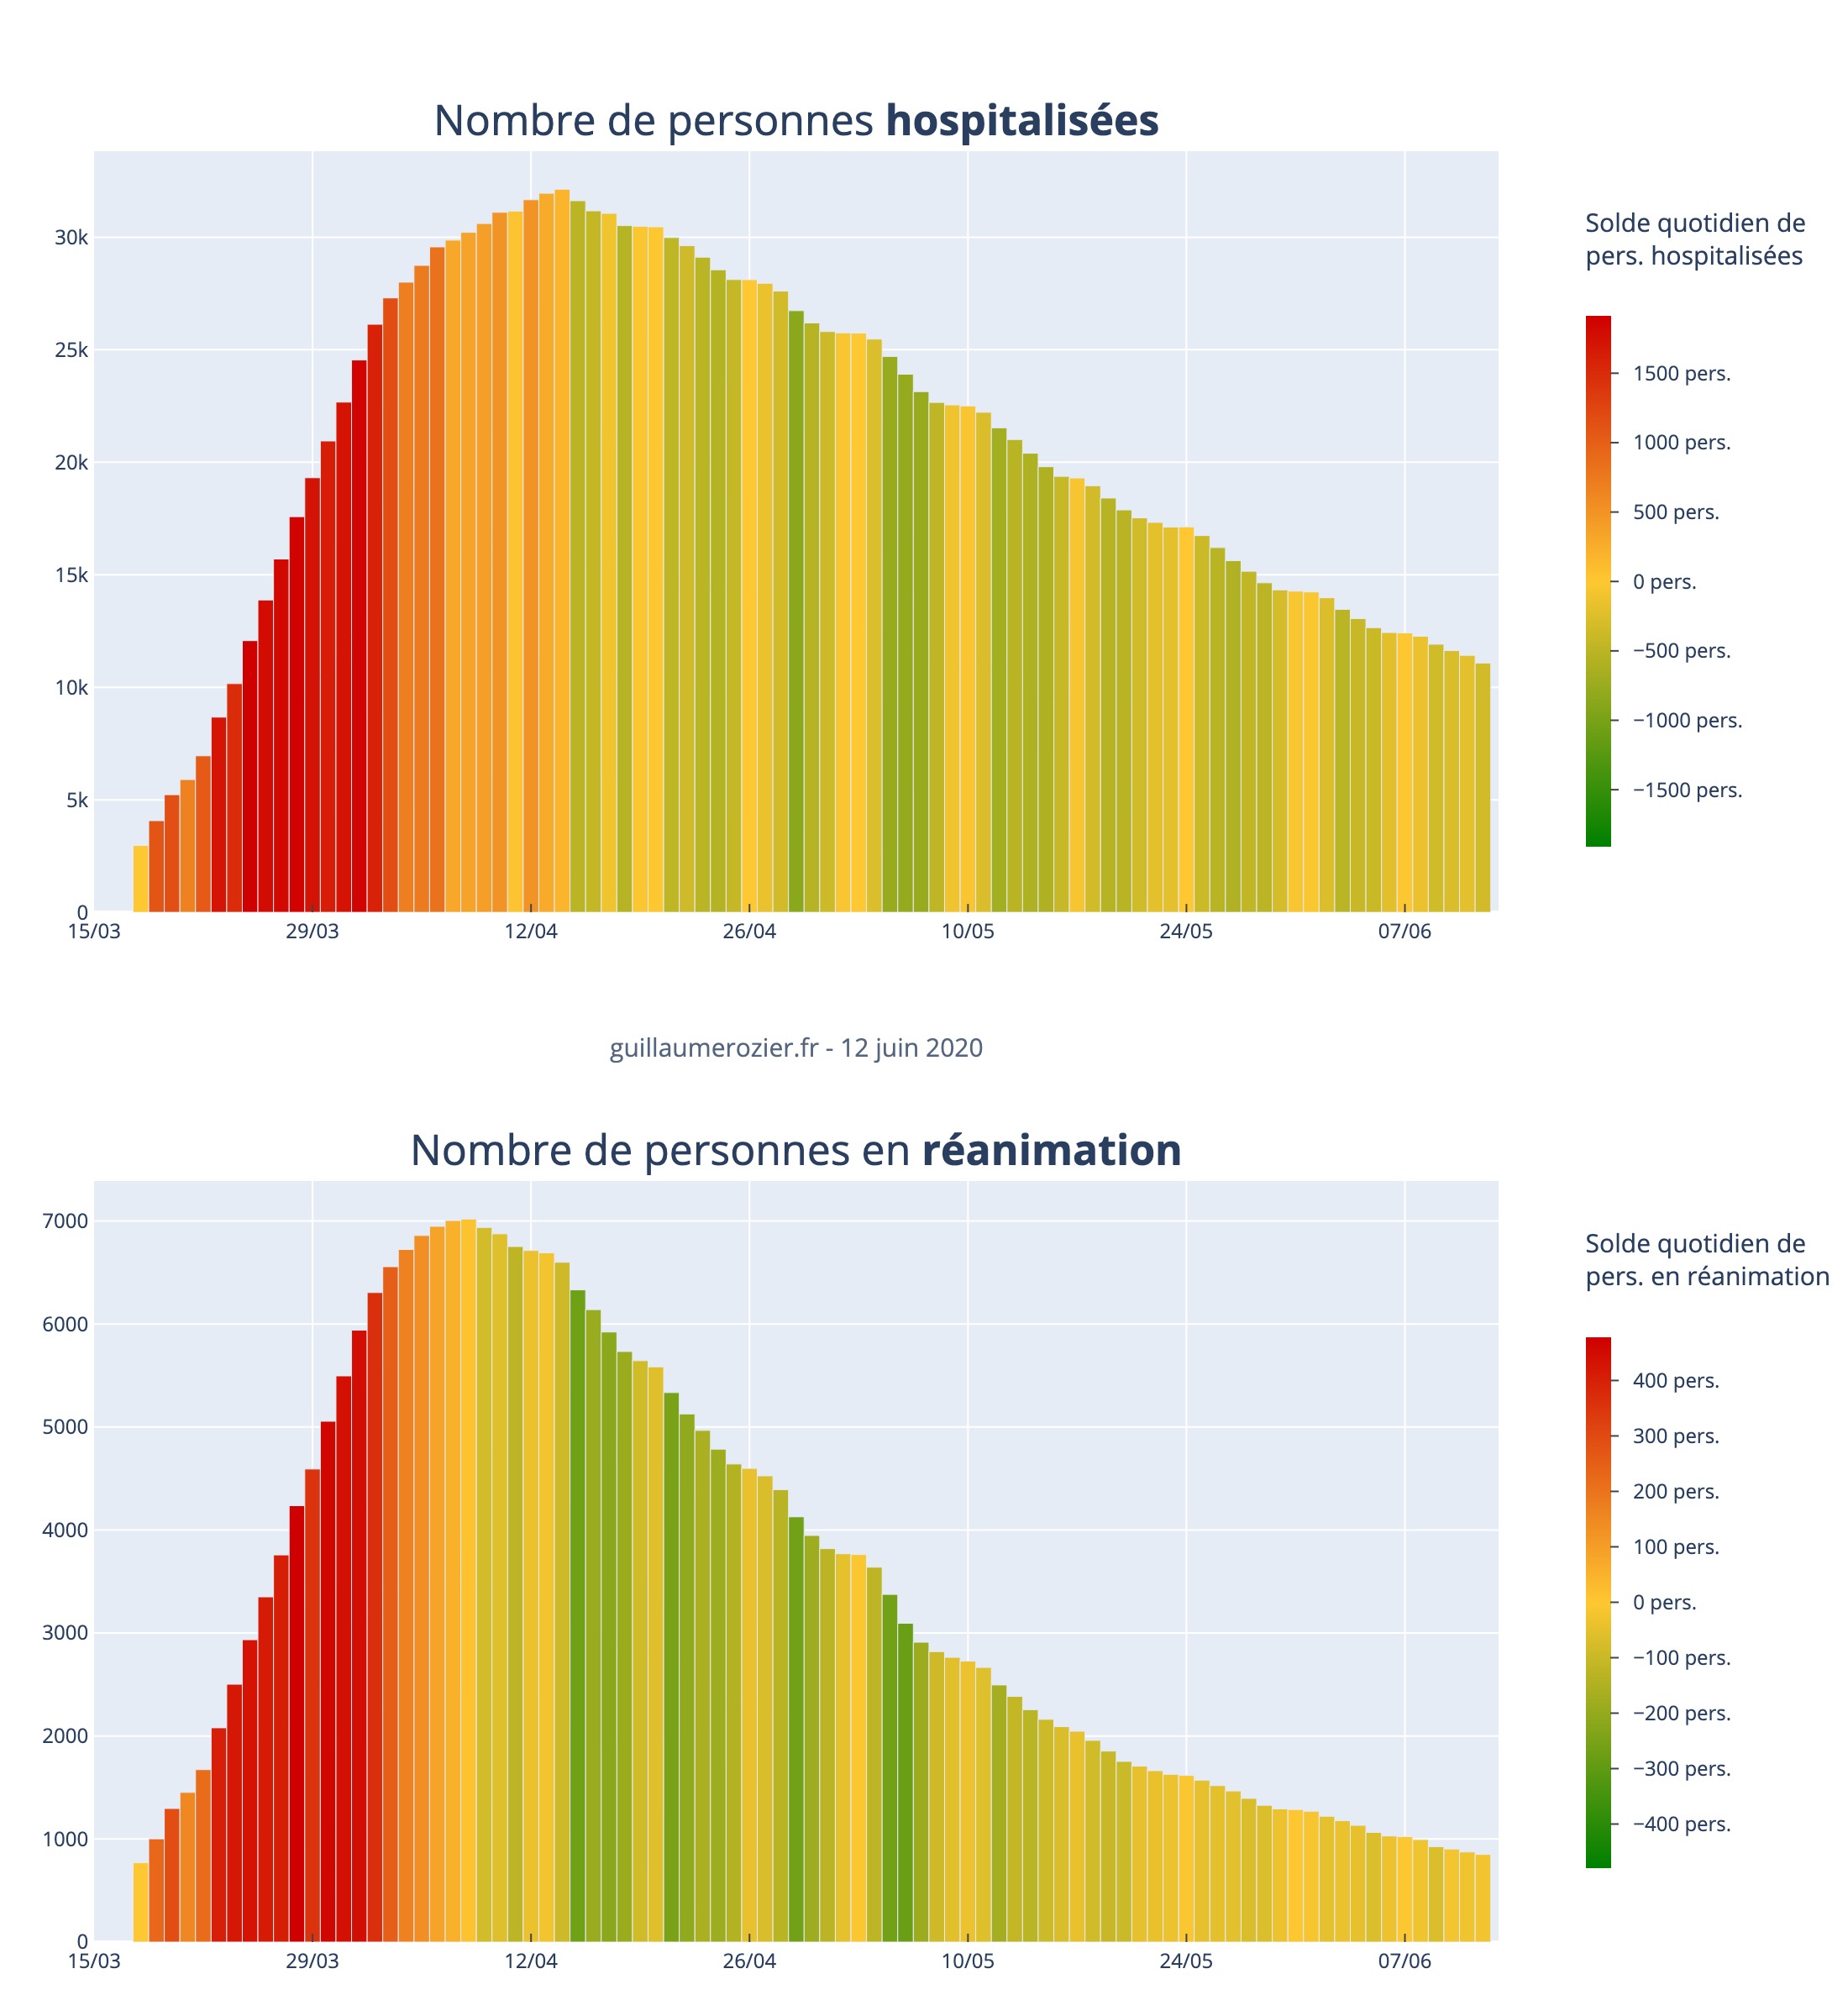 Nombre de personnes hospitalisées
Solde quotidien de
pers. hospitalisées
30k
25k
20k
15k
10k
5k
0
1500 pers.
1000 pers.
500 pers.
0 pers.
−500 pers.
−1000 pers.
−1500 pers.
15/03
29/03
12/04
26/04
10/05
24/05
07/06
guillaumerozier.fr - 12 juin 2020
Nombre de personnes en réanimation
Solde quotidien de
pers. en réanimation
7000
6000
5000
4000
3000
2000
1000
0
400 pers.
300 pers.
200 pers.
100 pers.
0 pers.
−100 pers.
−200 pers.
−300 pers.
−400 pers.
15/03
29/03
12/04
26/04
10/05
24/05
07/06